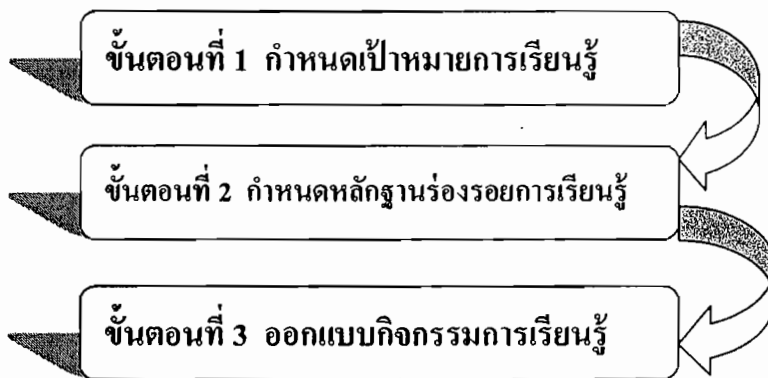 ขั้นตอนที่ 1 กำหนดเป้าหมายการเรียนรู้
ขั้นตอนที่ 2 กำหนดหลักฐานร่องรอยการเรียนรู้
ขั้นตอนที่ 3 ออกแบบกิจกรรมการเรียนรู้